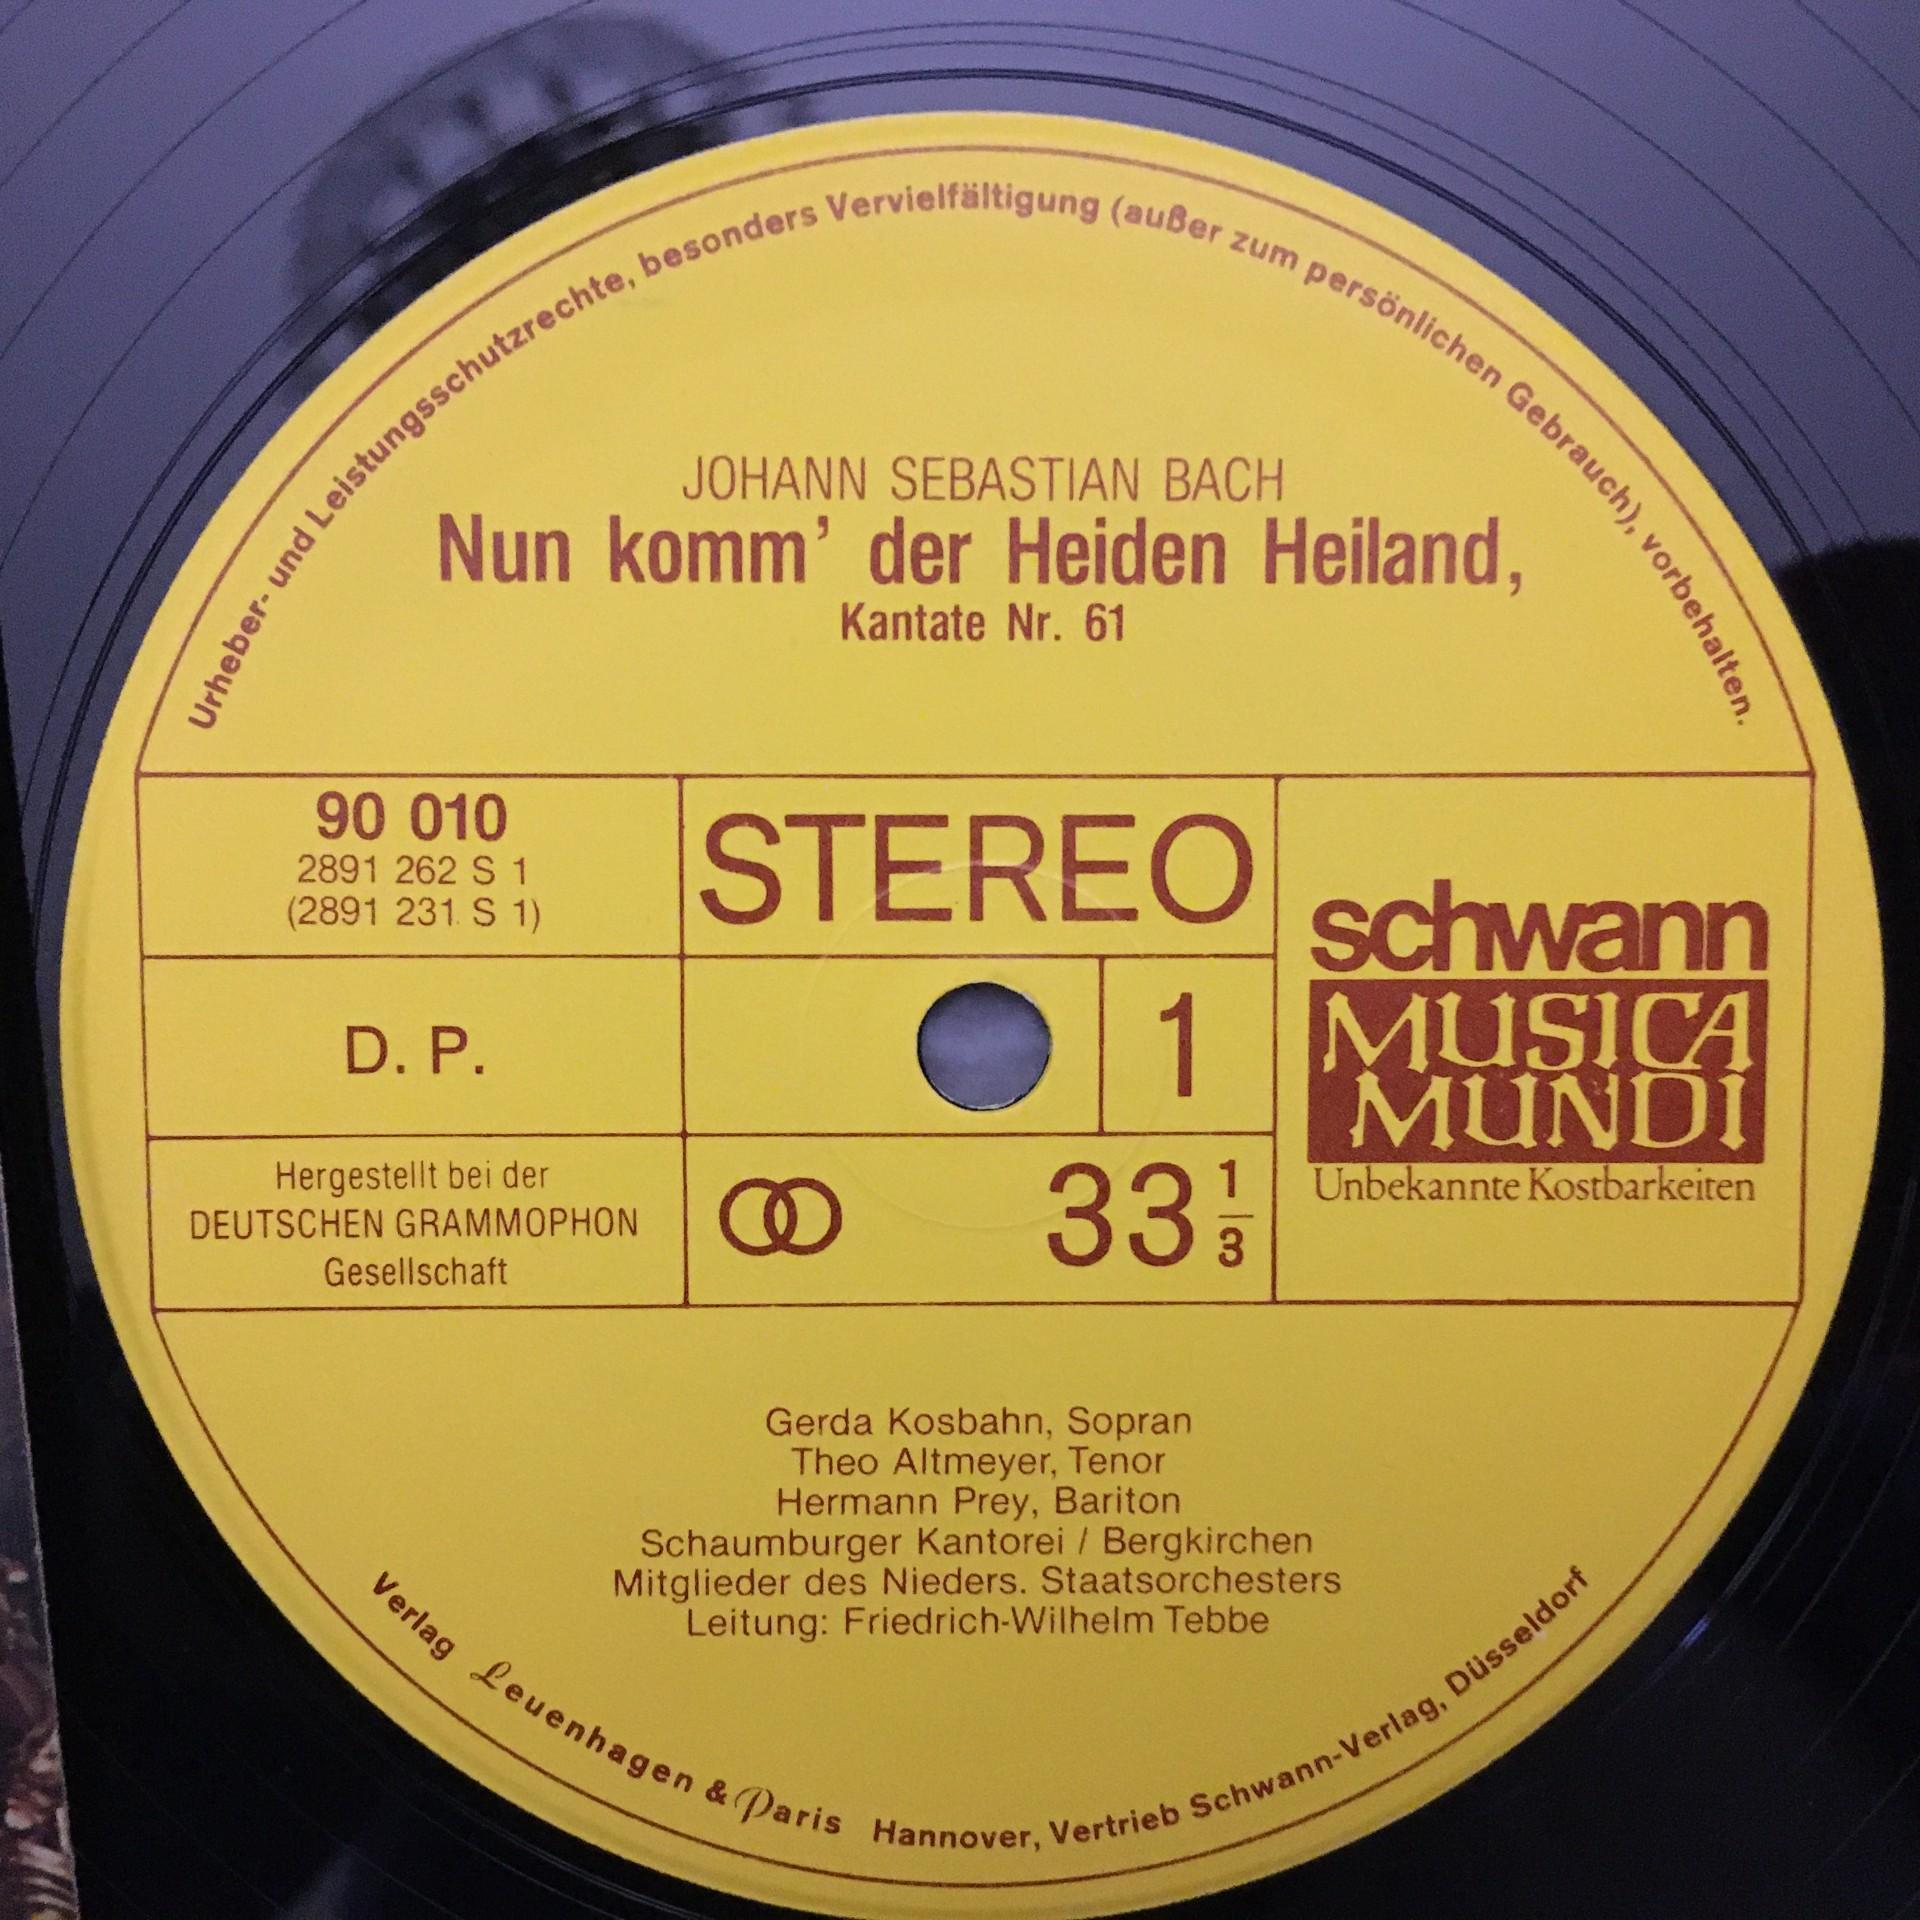 Urheber- und Leistungsschutzrechte, besonders Vervielfältigung (außer zum persönlichen Gebrauch), vorbehalten.
JOHANN SEBASTIAN BACH
Nun komm’ der Heiden Heiland,
Kantate Nr. 61
90 010
2891 262 S 1
(2891 231 S 1)
STEREO
D. P.
1
Hergestellt bei der
DEUTSCHEN GRAMMOPHON
Gesellschaft
33 1/3
schwann
MUSICA
MUNDI
Unbekannte Kostbarkeiten
Gerda Kosbahn, Sopran
Theo Altmeyer, Tenor
Hermann Prey, Bariton
Schaumburger Kantorei / Bergkirchen
Mitglieder des Nieders. Staatsorchesters
Leitung: Friedrich-Wilhelm Tebbe
Verlag Leuenhagen & Paris Hannover, Vertrieb Schwann-Verlag, Düsseldorf